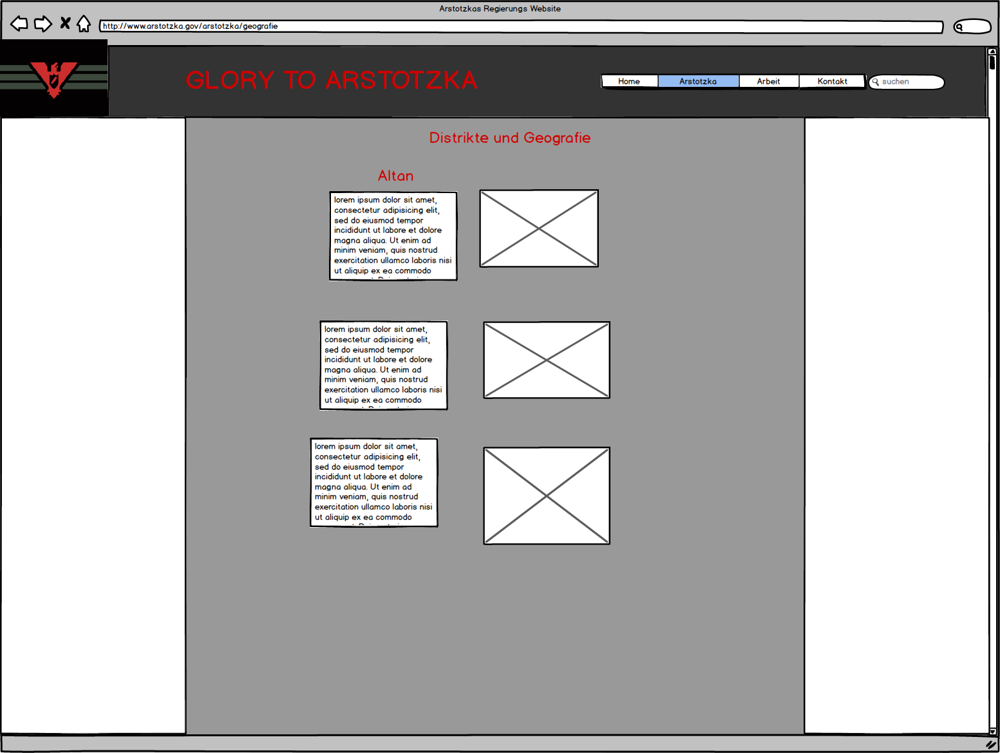 Arstotzkas Regierungs Website
http://www.arstotzka.gov/arstotzka/geografie
GLORY TO ARSTOTZKA
Home Arstotzka Arbeit Kontakt suchen
Distrikte und Geografie
Altan
lorem ipsum dolor sit amet,
consectetur adipisicing elit,
sed do eiusmod tempor
incididunt ut labore et dolore
magna aliqua. Ut enim ad
minim veniam, quis nostrud
exercitation ullamco laboris nisi
ut aliquip ex ea commodo
lorem ipsum dolor sit amet,
consectetur adipisicing elit,
sed do eiusmod tempor
incididunt ut labore et dolore
magna aliqua. Ut enim ad
minim veniam, quis nostrud
exercitation ullamco laboris nisi
ut aliquip ex ea commodo
lorem ipsum dolor sit amet,
consectetur adipisicing elit,
sed do eiusmod tempor
incididunt ut labore et dolore
magna aliqua. Ut enim ad
minim veniam, quis nostrud
exercitation ullamco laboris nisi
ut aliquip ex ea commodo